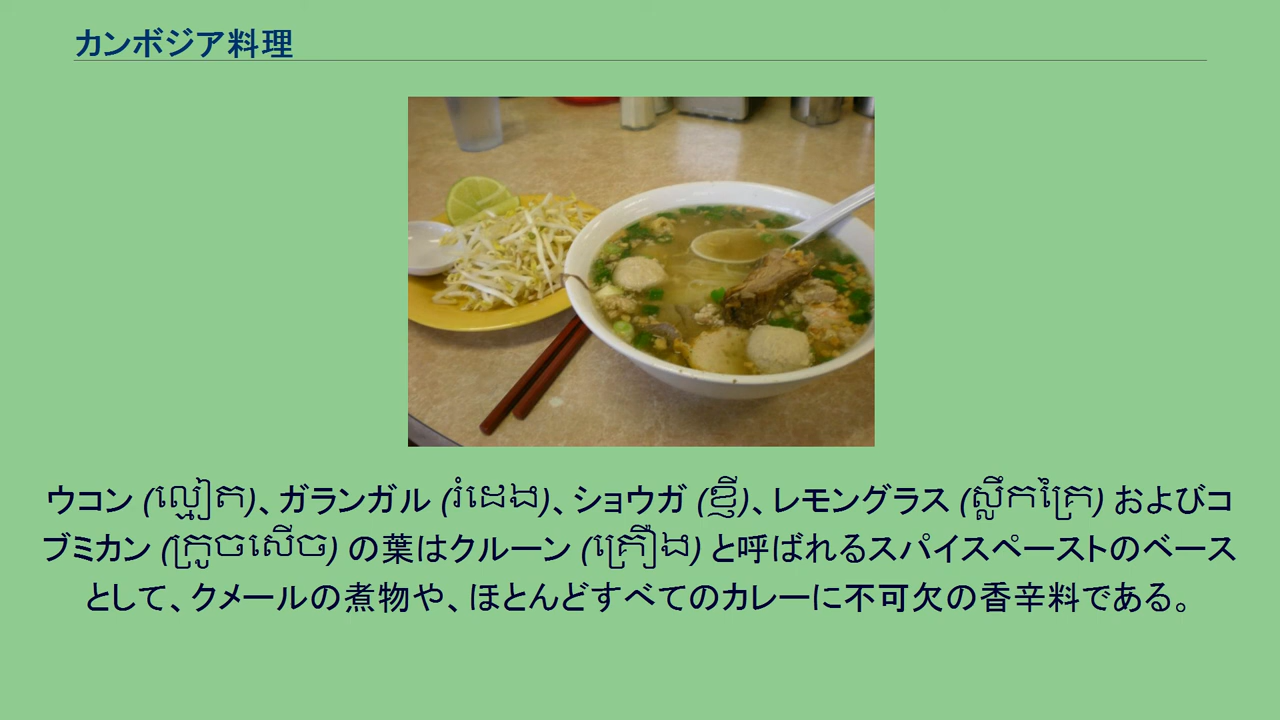 カンボジア料理
ウコン (ល្មៀត)、ガランガル (រំដេង)、ショウガ (ខ្ញី)、レモングラス (ស្លឹកគ្រៃ) およびコ
ブミカン (ក្រូចសើច) の葉はクルーン (គ្រឿង) と呼ばれるスパイスペーストのベース
として、クメールの煮物や、ほとんどすべてのカレーに不可欠の香辛料である。